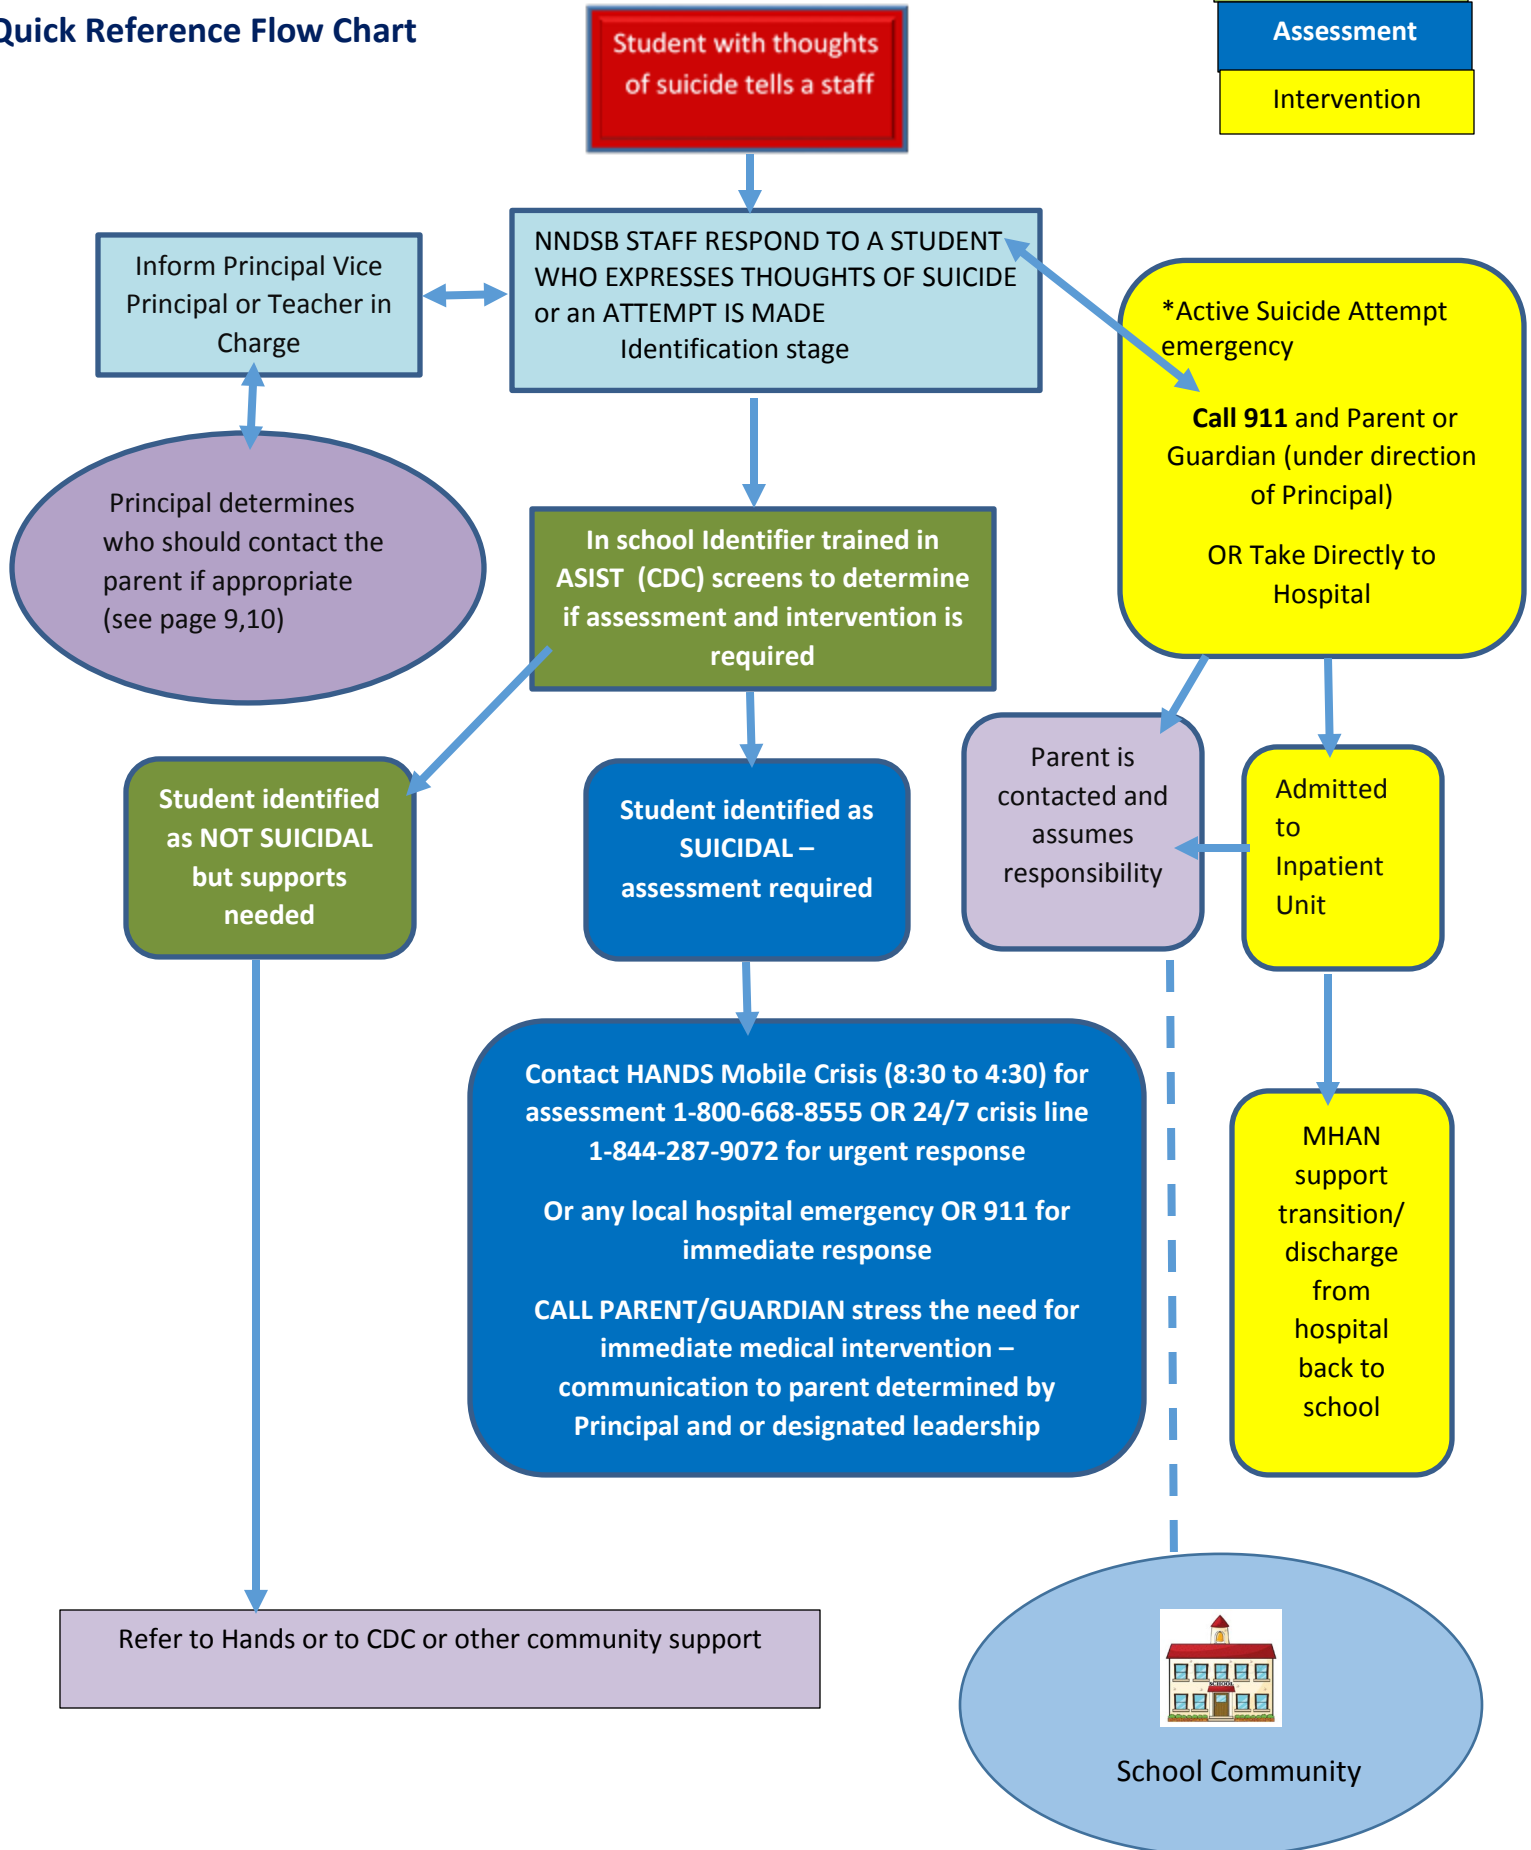 Quick Reference Flow Chart
Assessment
Intervention
Student with thoughts
of suicide tells a staff
NNDSB STAFF RESPOND TO A STUDENT
WHO EXPRESSES THOUGHTS OF SUICIDE
or an ATTEMPT IS MADE
Identification stage
Inform Principal Vice
Principal or Teacher in
Charge
*Active Suicide Attempt
emergency
Call 911 and Parent or
Guardian (under direction
of Principal)
OR Take Directly to
Hospital
Principal determines
who should contact the
parent if appropriate
(see page 9,10)
In school Identifier trained in
ASIST (CDC) screens to determine
if assessment and intervention is
required
Student identified
as NOT SUICIDAL
but supports
needed
Student identified as
SUICIDAL –
assessment required
Parent is
contacted and
assumes
responsibility
Admitted
to
Inpatient
Unit
Contact HANDS Mobile Crisis (8:30 to 4:30) for
assessment 1-800-668-8555 OR 24/7 crisis line
1-844-287-9072 for urgent response
Or any local hospital emergency OR 911 for
immediate response
CALL PARENT/GUARDIAN stress the need for
immediate medical intervention –
communication to parent determined by
Principal and or designated leadership
MHAN
support
transition/
discharge
from
hospital
back to
school
Refer to Hands or to CDC or other community support
SCHOOL
School Community